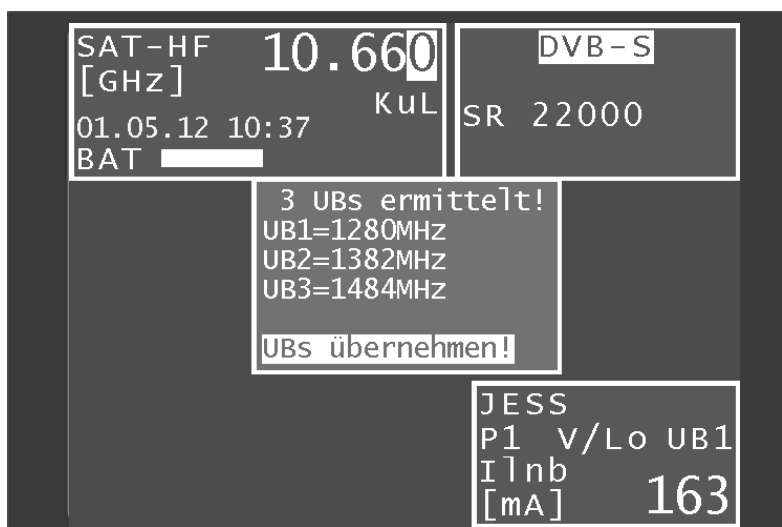 SAT-HF 10.660
[GHz]
KuL
01.05.12 10:37
BAT
DVB-S
SR 22000
3 UBs ermittelt!
UB1=1280MHz
UB2=1382MHz
UB3=1484MHz
UBs übernehmen!
JESS
P1 V/Lo UB1
Ilnb
[mA] 163